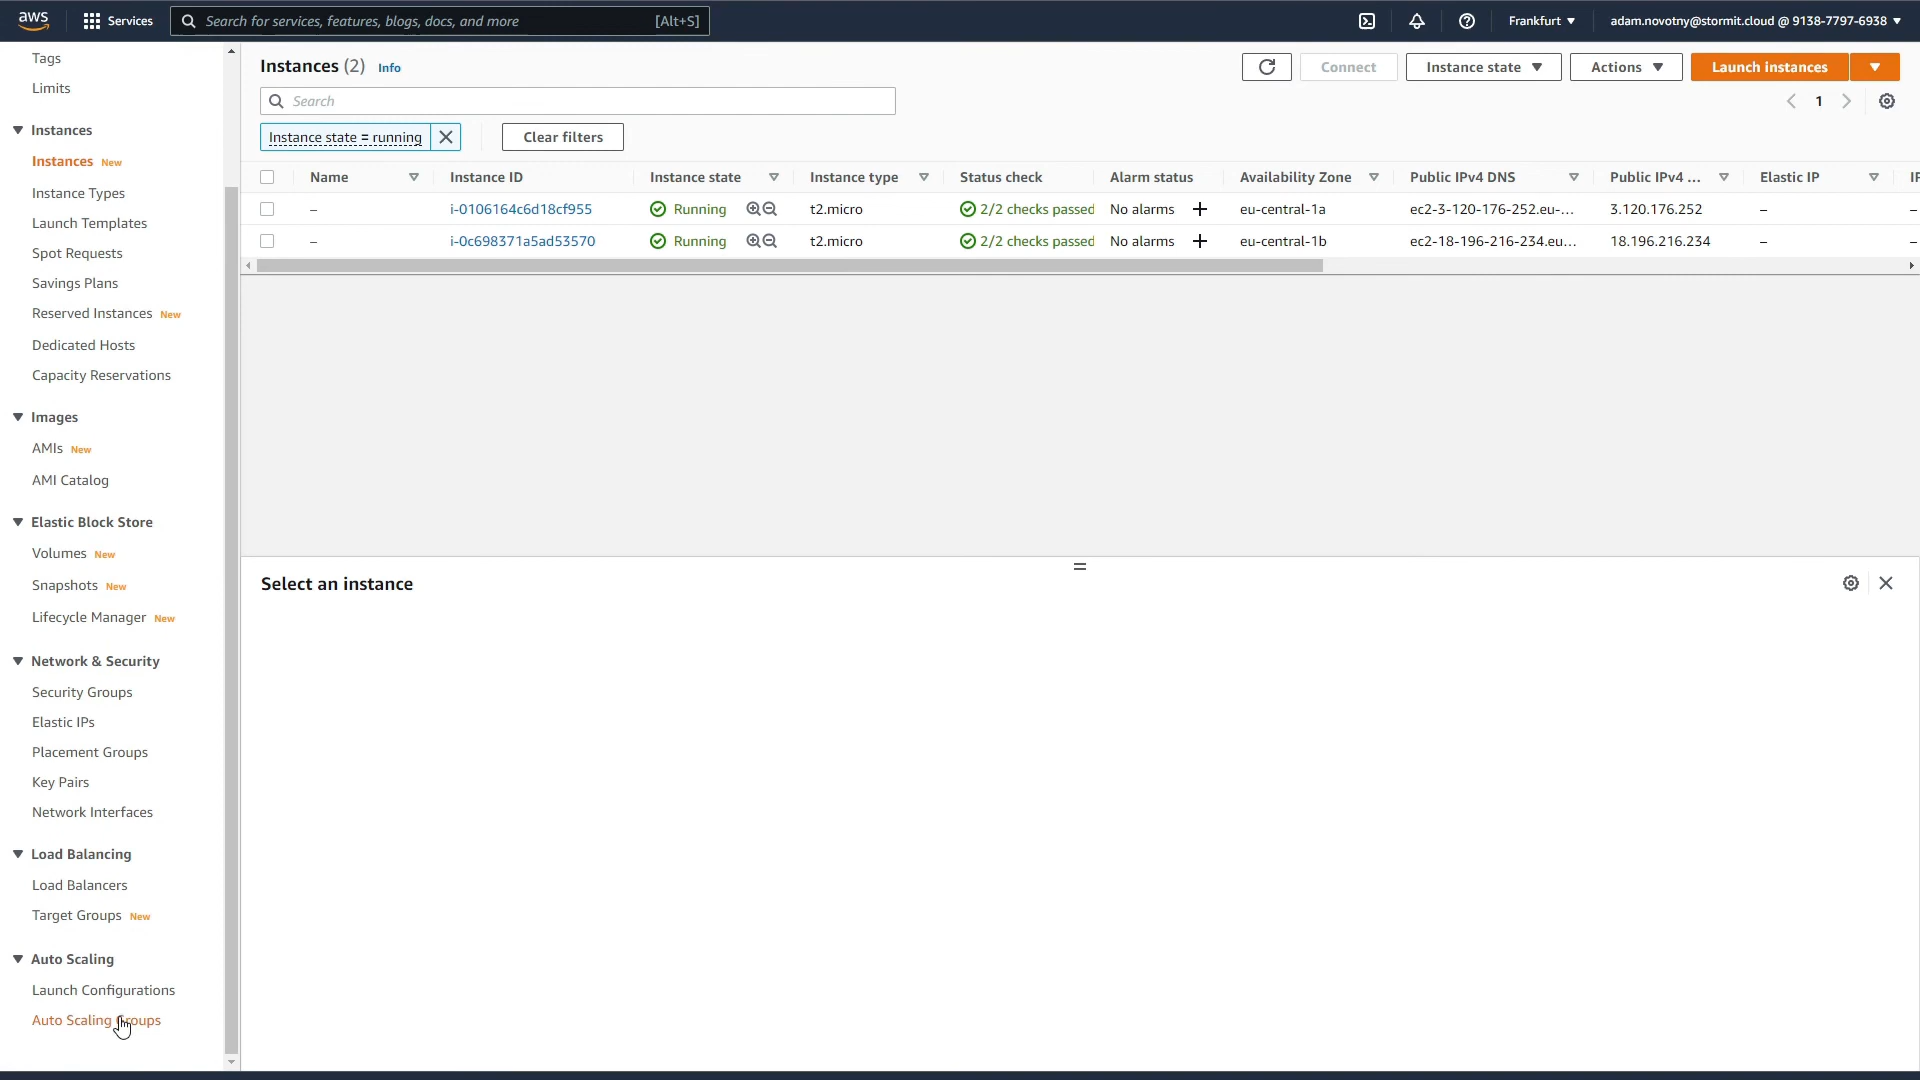 aws
Services
Search for services, features, blogs, docs, and more
[Alt+S]
Frankfurt
adam.novotny@stormit.cloud @ 9138-7797-6938
Tags
Limits
Instances
Instances New
Instance Types
Launch Templates
Spot Requests
Savings Plans
Reserved Instances New
Dedicated Hosts
Capacity Reservations
Images
AMIs New
AMI Catalog
Elastic Block Store
Volumes New
Snapshots New
Lifecycle Manager New
Network & Security
Security Groups
Elastic IPs
Placement Groups
Key Pairs
Network Interfaces
Load Balancing
Load Balancers
Target Groups New
Auto Scaling
Launch Configurations
Auto Scaling Groups
Instances (2) Info
Connect
Instance state
Actions
Launch instances
Search
1
Instance state = running
Clear filters
Name Instance ID Instance state Instance type Status check Alarm status Availability Zone Public IPv4 DNS Public IPv4 ... Elastic IP
– i-0106164c6d18cf955 Running t2.micro 2/2 checks passed No alarms + eu-central-1a ec2-3-120-176-252.eu-... 3.120.176.252 – –
– i-0c698371a5ad53570 Running t2.micro 2/2 checks passed No alarms + eu-central-1b ec2-18-196-216-234.eu... 18.196.216.234 – –
Select an instance